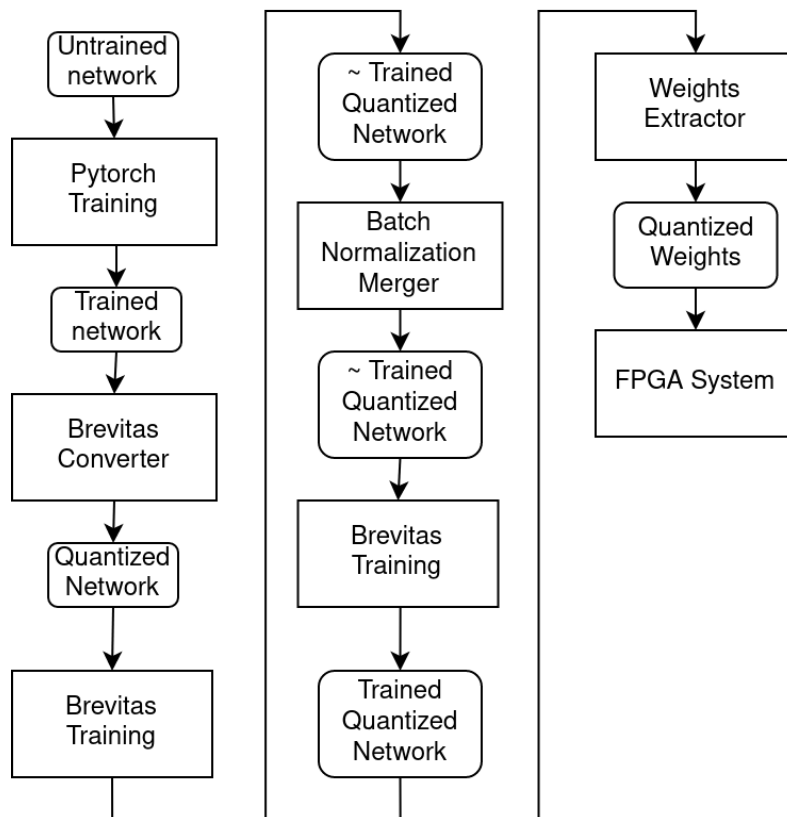 Untrained
network
Pytorch
Training
Trained
network
Brevitas
Converter
Quantized
Network
Brevitas
Training
~ Trained
Quantized
Network
Batch
Normalization
Merger
~ Trained
Quantized
Network
Brevitas
Training
Trained
Quantized
Network
Weights
Extractor
Quantized
Weights
FPGA System